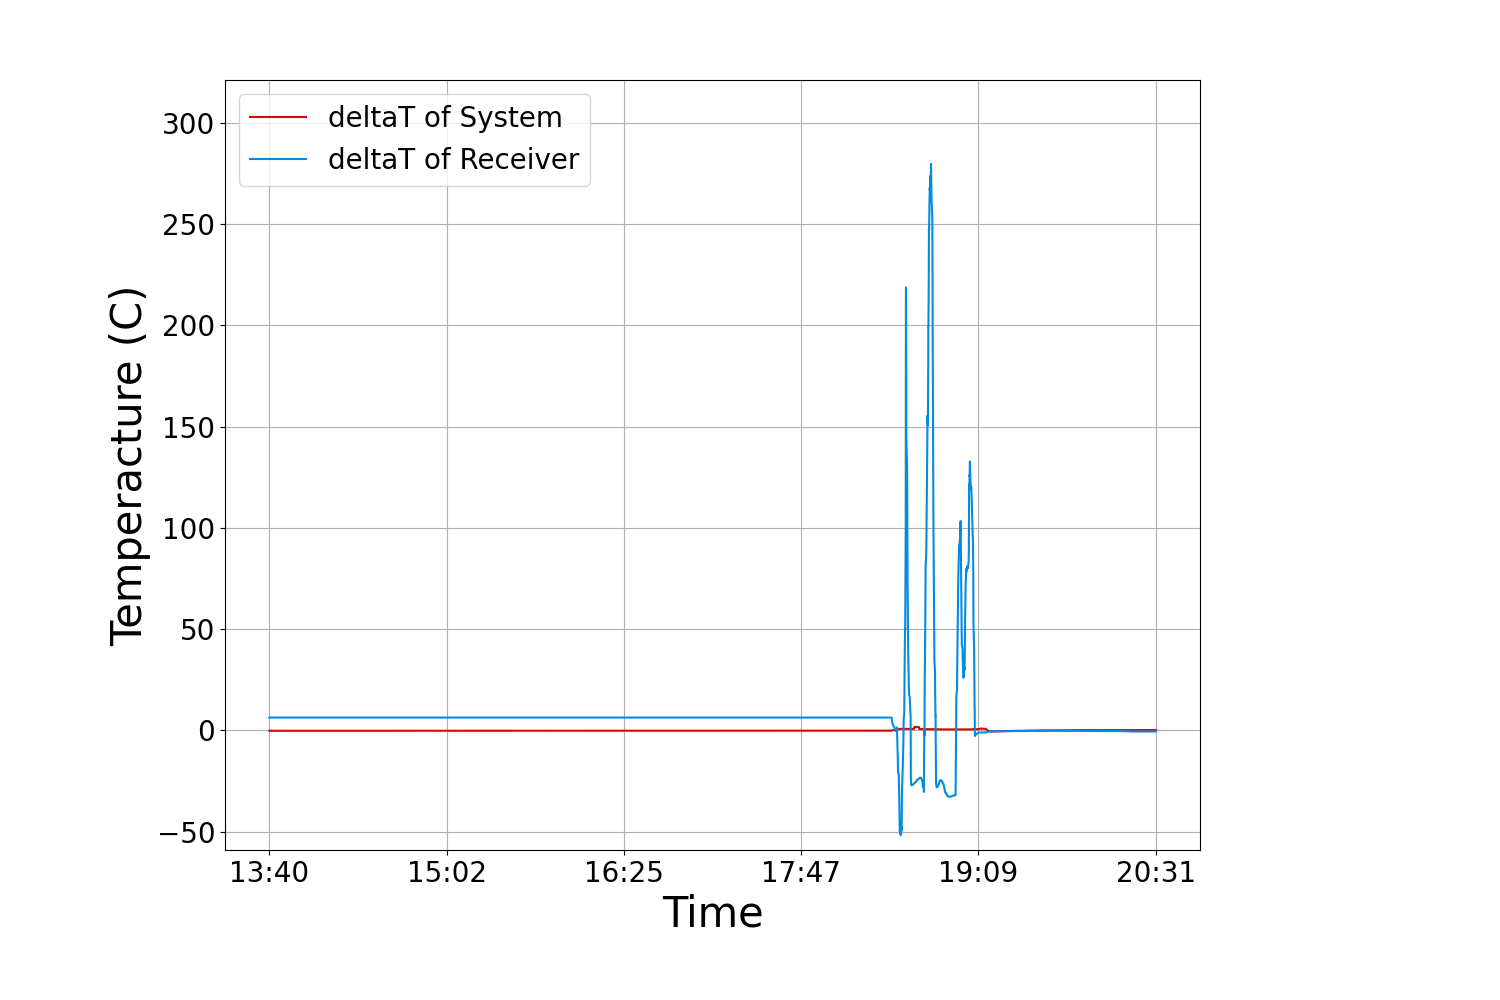 deltaT of System
deltaT of Receiver
300
250
200
150
100
50
0
−50
Temperacture (C)
13:40 15:02 16:25 17:47 19:09 20:31
Time